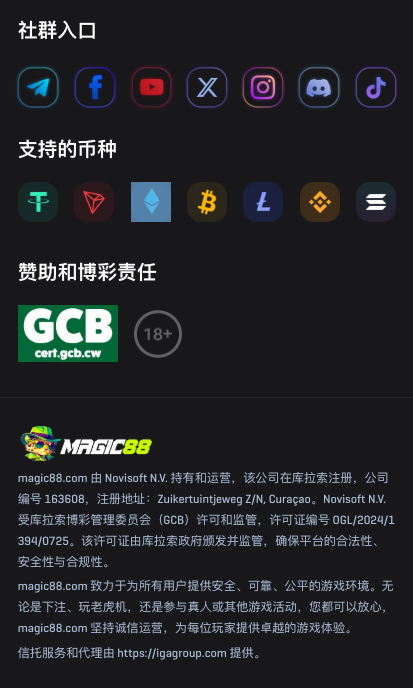 社群入口
支持的币种
赞助和博彩责任
GCB
cert.gcb.cw
18+
MAGIC88
magic88.com 由 Novisoft N.V. 持有和运营，该公司在库拉索注册，公司
编号 163608，注册地址：Zuikertuintjeweg Z/N, Curaçao。Novisoft N.V.
受库拉索博彩管理委员会（GCB）许可和监管，许可证编号 OGL/2024/1
394/0725。该许可证由库拉索政府颁发并监管，确保平台的合法性、
安全性与合规性。
magic88.com 致力于为所有用户提供安全、可靠、公平的游戏环境。无
论是下注、玩老虎机，还是参与真人或其他游戏活动，您都可以放心，
magic88.com 坚持诚信运营，为每位玩家提供卓越的游戏体验。
信托服务和代理由 https://igagroup.com 提供。